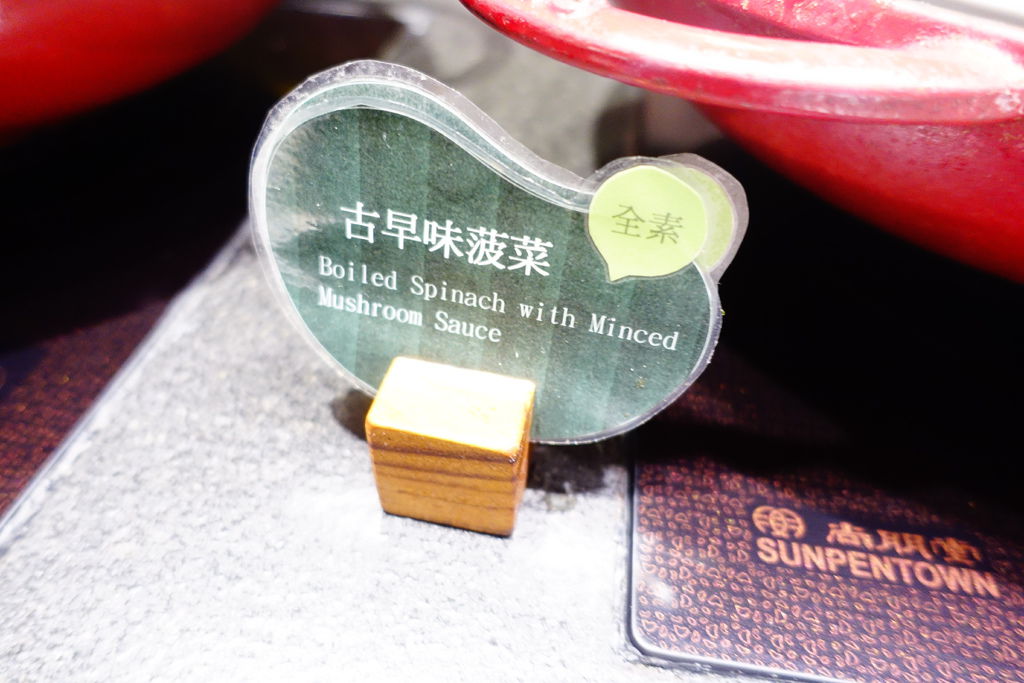 古早味菠菜
全素
Boiled Spinach with Minced
Mushroom Sauce
尚朋堂
SUNPENTOWN